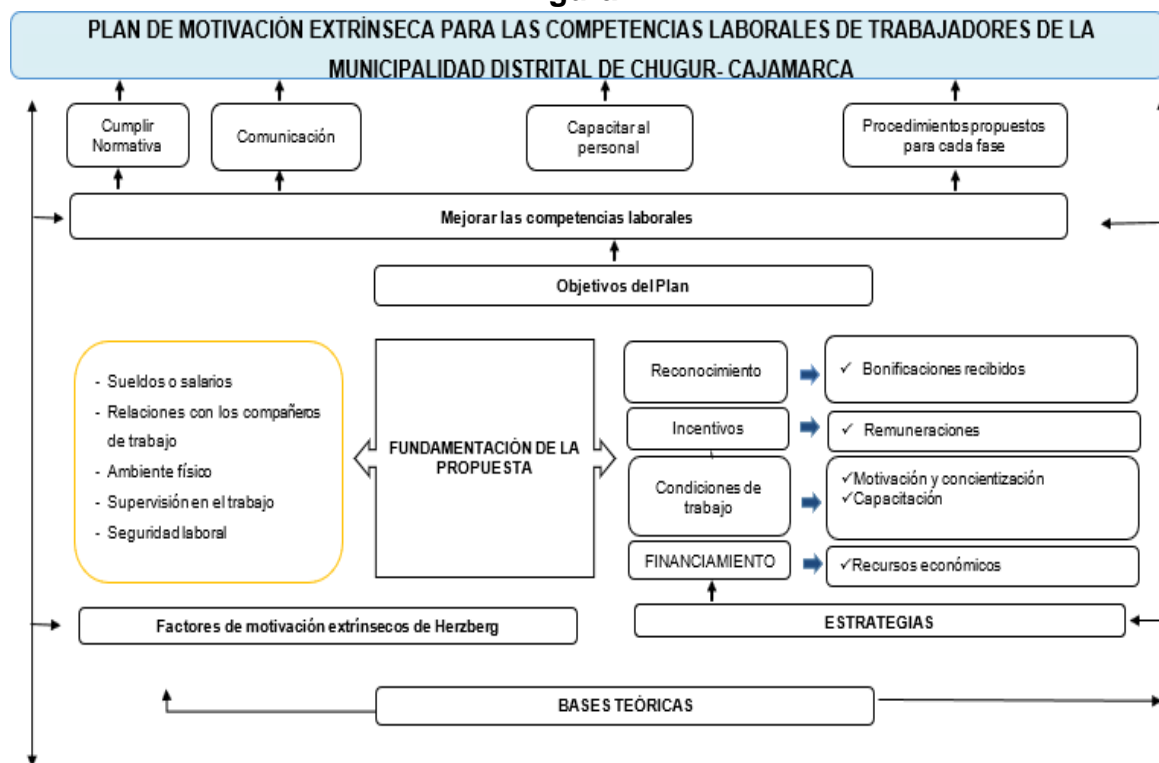 PLAN DE MOTIVACIÓN EXTRÍNSECA PARA LAS COMPETENCIAS LABORALES DE TRABAJADORES DE LA
MUNICIPALIDAD DISTRITAL DE CHUGUR- CAJAMARCA
Cumplir
Normativa
Comunicación
Capacitar al
personal
Procedimientos propuestos
para cada fase
Mejorar las competencias laborales
Objetivos del Plan
- Sueldos o salarios
- Relaciones con los compañeros
de trabajo
- Ambiente físico
- Supervisión en el trabajo
- Seguridad laboral
FUNDAMENTACIÓN DE LA
PROPUESTA
Reconocimiento
✓ Bonificaciones recibidos
Incentivos
✓ Remuneraciones
Condiciones de
trabajo
✓Motivación y concientización
✓Capacitación
FINANCIAMIENTO
✓Recursos económicos
Factores de motivación extrínsecos de Herzberg
ESTRATEGIAS
BASES TEÓRICAS